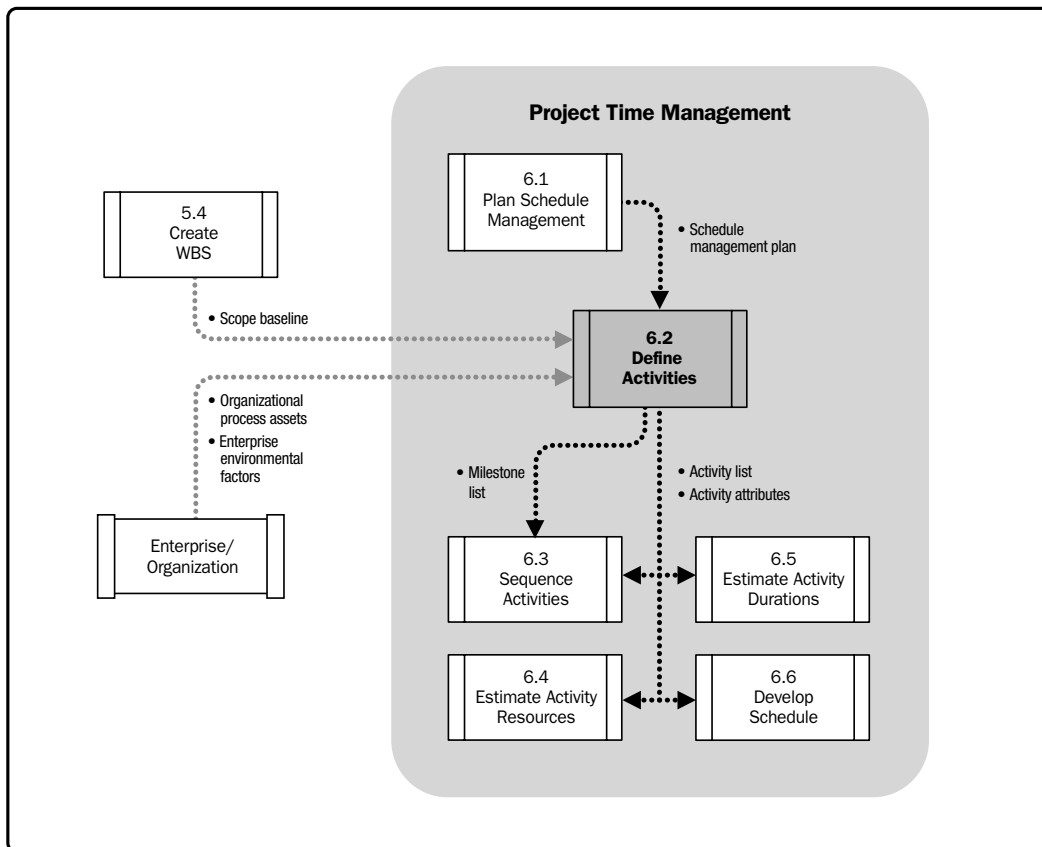 Project Time Management
6.1
Plan Schedule
Management
5.4
Create
WBS
• Schedule
management plan
• Scope baseline
6.2
Define
Activities
• Organizational
process assets
• Enterprise
environmental
factors
• Milestone
list
• Activity list
• Activity attributes
Enterprise/
Organization
6.3
Sequence
Activities
6.5
Estimate Activity
Durations
6.4
Estimate Activity
Resources
6.6
Develop
Schedule